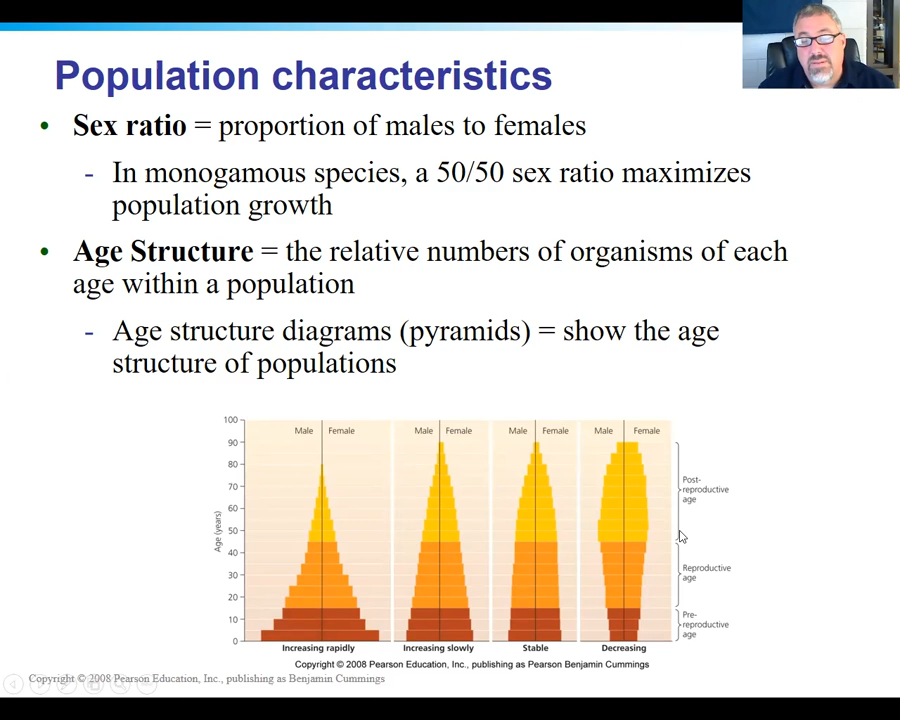 Population characteristics
• Sex ratio = proportion of males to females
- In monogamous species, a 50/50 sex ratio maximizes
population growth
• Age Structure = the relative numbers of organisms of each
age within a population
- Age structure diagrams (pyramids) = show the age
structure of populations
100
90
80
70
60
50
40
30
20
10
0
Age (years)
Male Female
Male Female
Male Female
Male Female
Post-
reproductive
age
Reproductive
age
Pre-
reproductive
age
Increasing rapidly
Increasing slowly
Stable
Decreasing
Copyright © 2008 Pearson Education, Inc., publishing as Pearson Benjamin Cummings
Copyright © 2008 Pearson Education, Inc., publishing as Benjamin Cummings